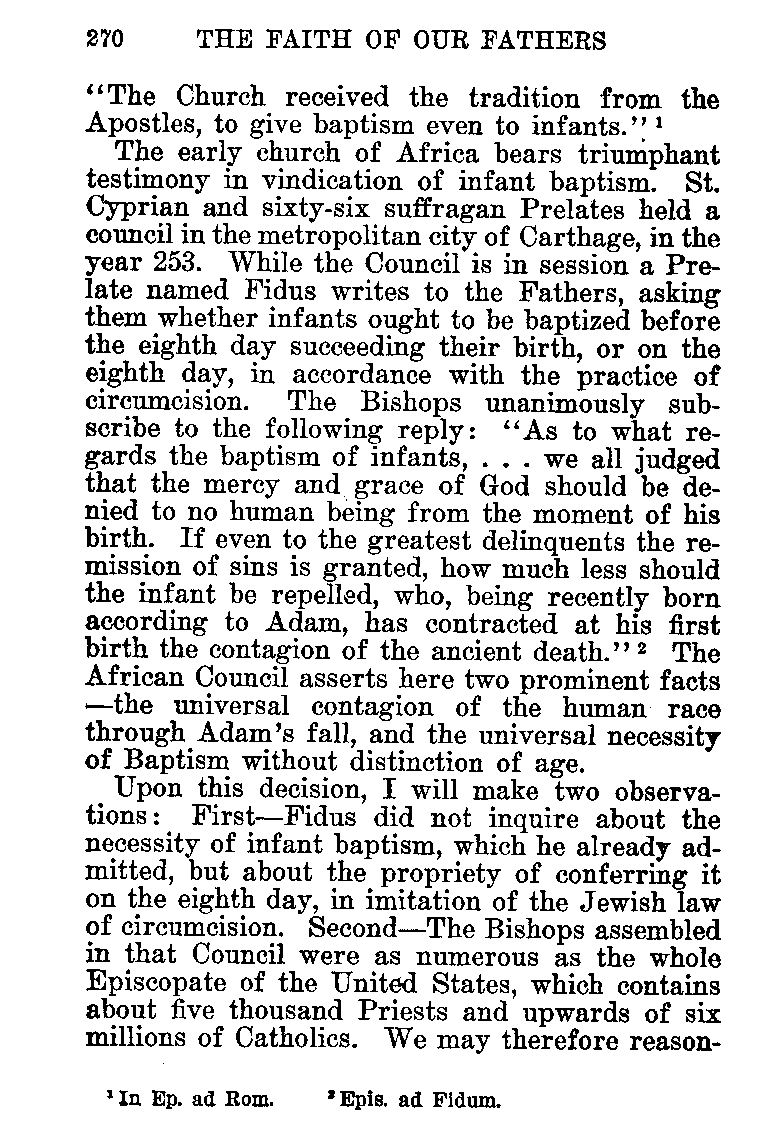 270 THE FAITH OF OUR FATHERS
“The Church received the tradition from the
Apostles, to give baptism even to infants.” ¹
The early church of Africa bears triumphant
testimony in vindication of infant baptism. St.
Cyprian and sixty-six suffragan Prelates held a
council in the metropolitan city of Carthage, in the
year 253. While the Council is in session a Pre-
late named Fidus writes to the Fathers, asking
them whether infants ought to be baptized before
the eighth day succeeding their birth, or on the
eighth day, in accordance with the practice of
circumcision. The Bishops unanimously sub-
scribe to the following reply: “As to what re-
gards the baptism of infants, . . . we all judged
that the mercy and grace of God should be de-
nied to no human being from the moment of his
birth. If even to the greatest delinquents the re-
mission of sins is granted, how much less should
the infant be repelled, who, being recently born
according to Adam, has contracted at his first
birth the contagion of the ancient death.” ² The
African Council asserts here two prominent facts
—the universal contagion of the human race
through Adam’s fall, and the universal necessity
of Baptism without distinction of age.
Upon this decision, I will make two observa-
tions: First—Fidus did not inquire about the
necessity of infant baptism, which he already ad-
mitted, but about the propriety of conferring it
on the eighth day, in imitation of the Jewish law
of circumcision. Second—The Bishops assembled
in that Council were as numerous as the whole
Episcopate of the United States, which contains
about five thousand Priests and upwards of six
millions of Catholics. We may therefore reason-
¹ In Ep. ad Rom. ² Epis. ad Fidum.